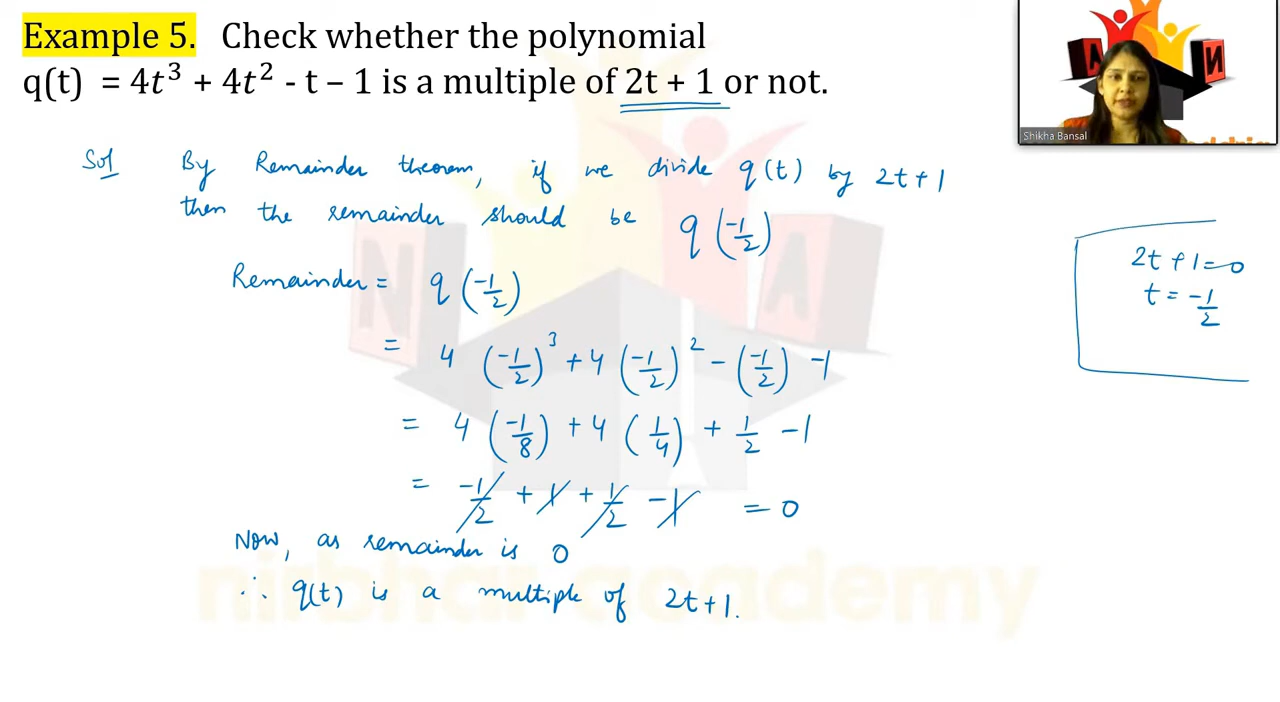 Example 5. Check whether the polynomial
q(t) = 4t³ + 4t² - t – 1 is a multiple of 2t + 1 or not.
Shikha Bansal
Sol By Remainder theorem, if we divide q(t) by 2t+1
then the remainder should be q(-1/2)
2t+1=0
t = -1/2
Remainder = q(-1/2)
= 4(-1/2)³ + 4(-1/2)² - (-1/2) - 1
= 4(-1/8) + 4(1/4) + 1/2 - 1
= -1/2 + 1 + 1/2 - 1 = 0
Now, as remainder is 0
∴ q(t) is a multiple of 2t+1.
nirbhar academy